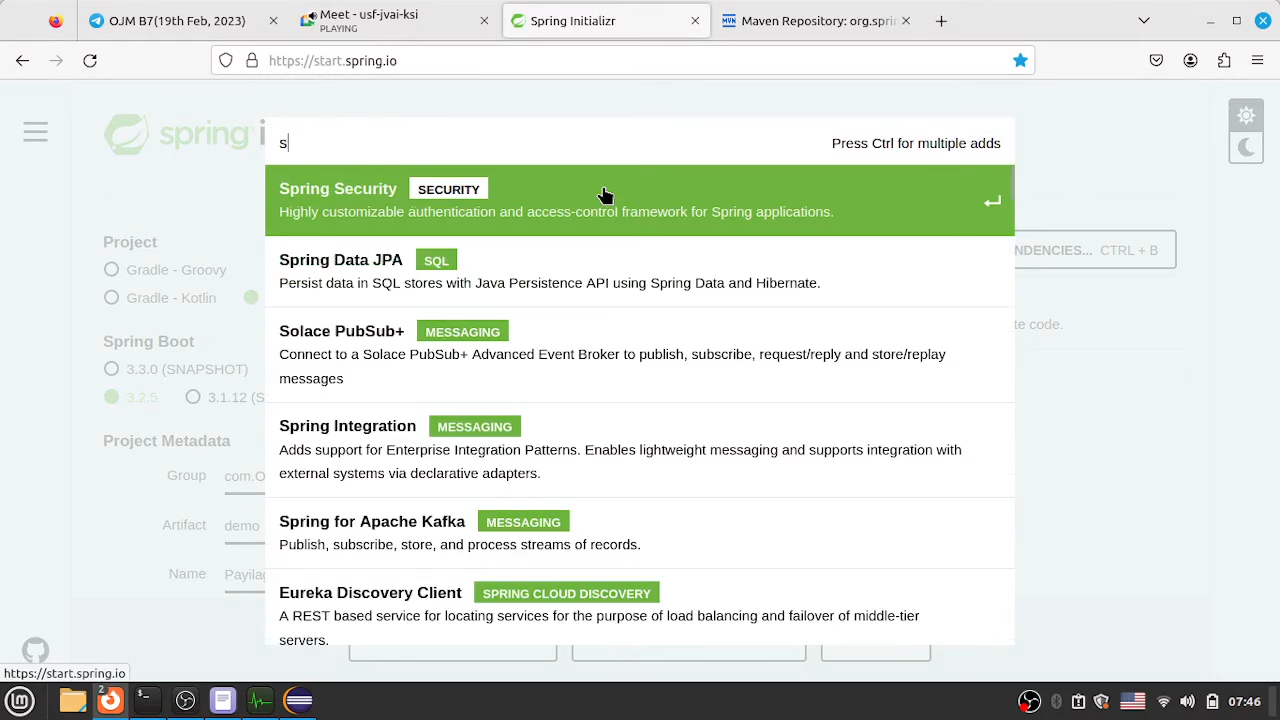 OJM B7(19th Feb, 2023)
Meet - usf-jvai-ksi
PLAYING
Spring Initializr
Maven Repository: org.sprin
https://start.spring.io
spring i
s
Press Ctrl for multiple adds
Spring Security SECURITY
Highly customizable authentication and access-control framework for Spring applications.
Project
Gradle - Groovy
Gradle - Kotlin
Spring Boot
3.3.0 (SNAPSHOT)
3.2.5 3.1.12 (S
Project Metadata
Group com.O
Artifact demo
Name Payilag
Spring Data JPA SQL
Persist data in SQL stores with Java Persistence API using Spring Data and Hibernate.
Solace PubSub+ MESSAGING
Connect to a Solace PubSub+ Advanced Event Broker to publish, subscribe, request/reply and store/replay
messages
Spring Integration MESSAGING
Adds support for Enterprise Integration Patterns. Enables lightweight messaging and supports integration with
external systems via declarative adapters.
Spring for Apache Kafka MESSAGING
Publish, subscribe, store, and process streams of records.
Eureka Discovery Client SPRING CLOUD DISCOVERY
A REST based service for locating services for the purpose of load balancing and failover of middle-tier
servers.
NDENCIES... CTRL + B
te code.
https://start.spring.io
2
07:46